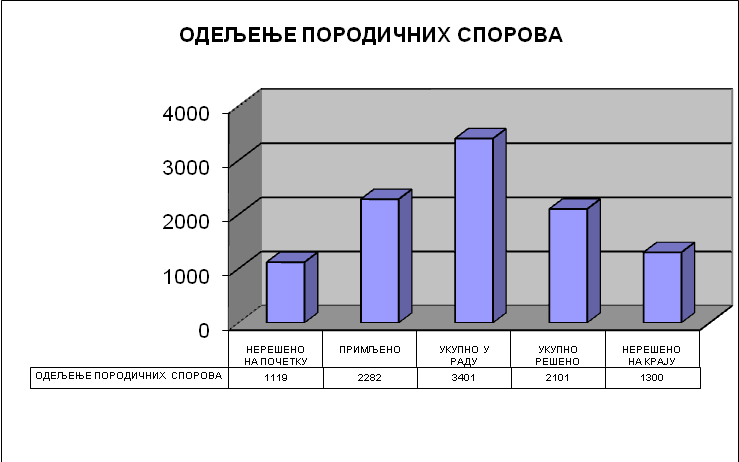 ОДЕЉЕЊЕ ПОРОДИЧНИХ СПОРОВА
4000
3000
2000
1000
0
НЕРЕШЕНО НА ПОЧЕТКУ
ПРИМЉЕНО
УКУПНО У РАДУ
УКУПНО РЕШЕНО
НЕРЕШЕНО НА КРАЈУ
ОДЕЉЕЊЕ ПОРОДИЧНИХ СПОРОВА 1119 2282 3401 2101 1300